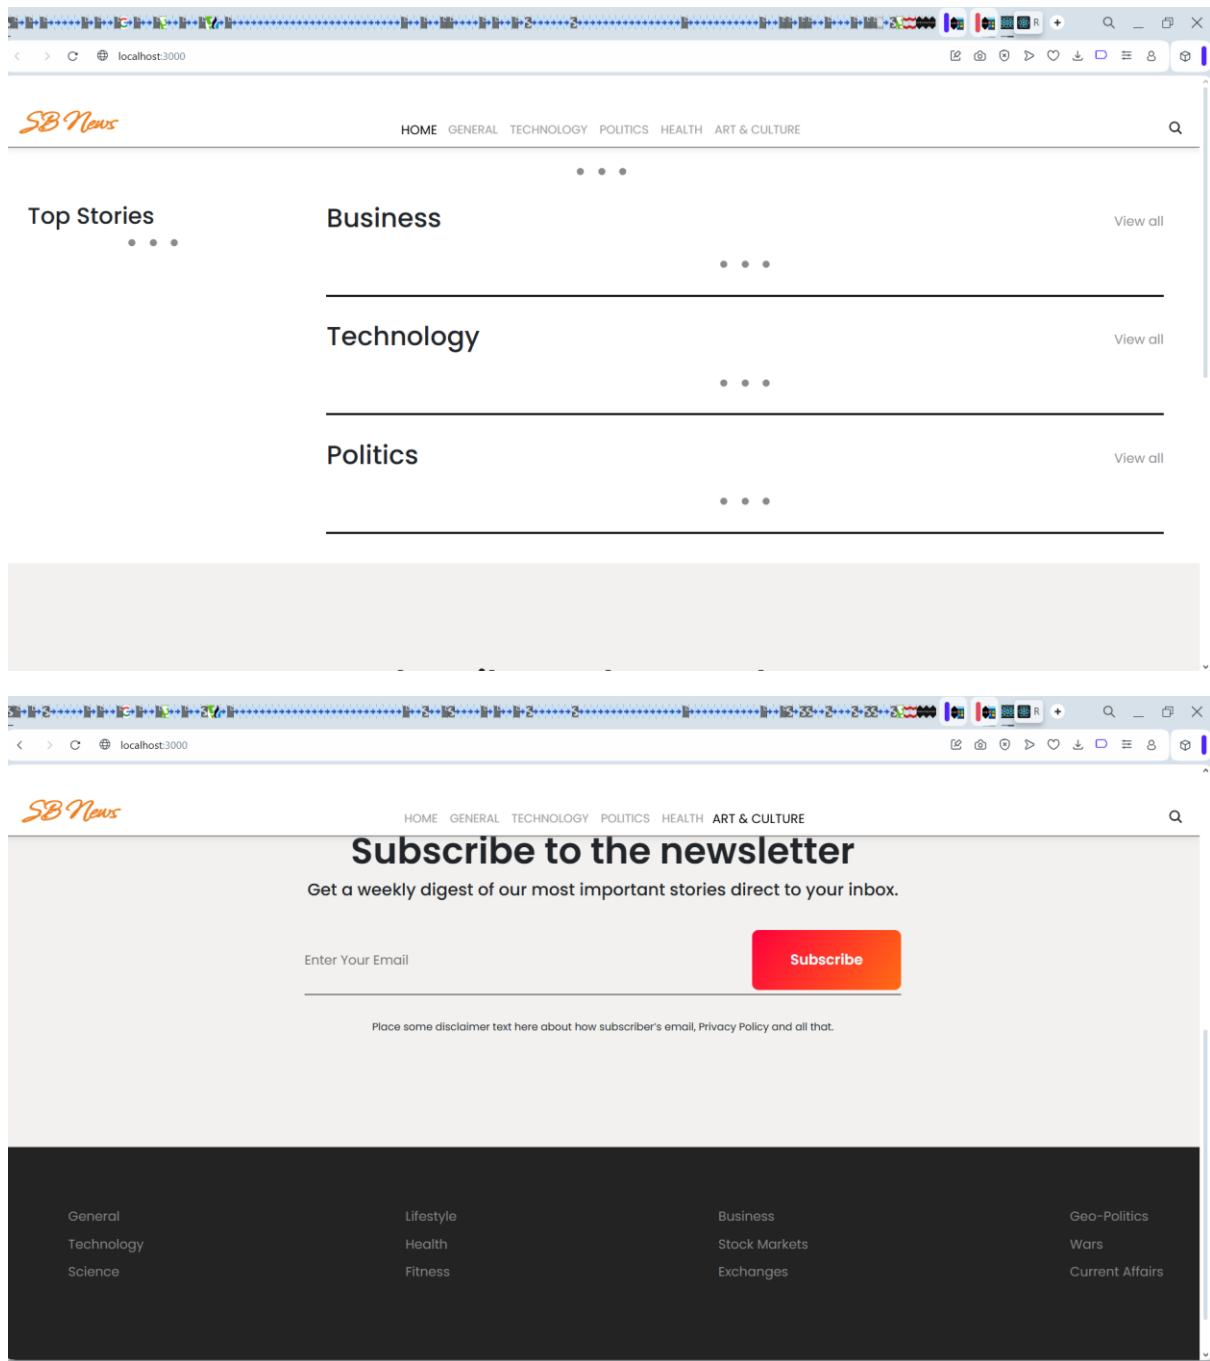 R
localhost:3000
SB News
HOME GENERAL TECHNOLOGY POLITICS HEALTH ART & CULTURE
Top Stories
Business
View all
Technology
View all
Politics
View all
R
localhost:3000
SB News
HOME GENERAL TECHNOLOGY POLITICS HEALTH ART & CULTURE
Subscribe to the newsletter
Get a weekly digest of our most important stories direct to your inbox.
Enter Your Email
Subscribe
Place some disclaimer text here about how subscriber's email, Privacy Policy and all that.
General Lifestyle Business Geo-Politics
Technology Health Stock Markets Wars
Science Fitness Exchanges Current Affairs